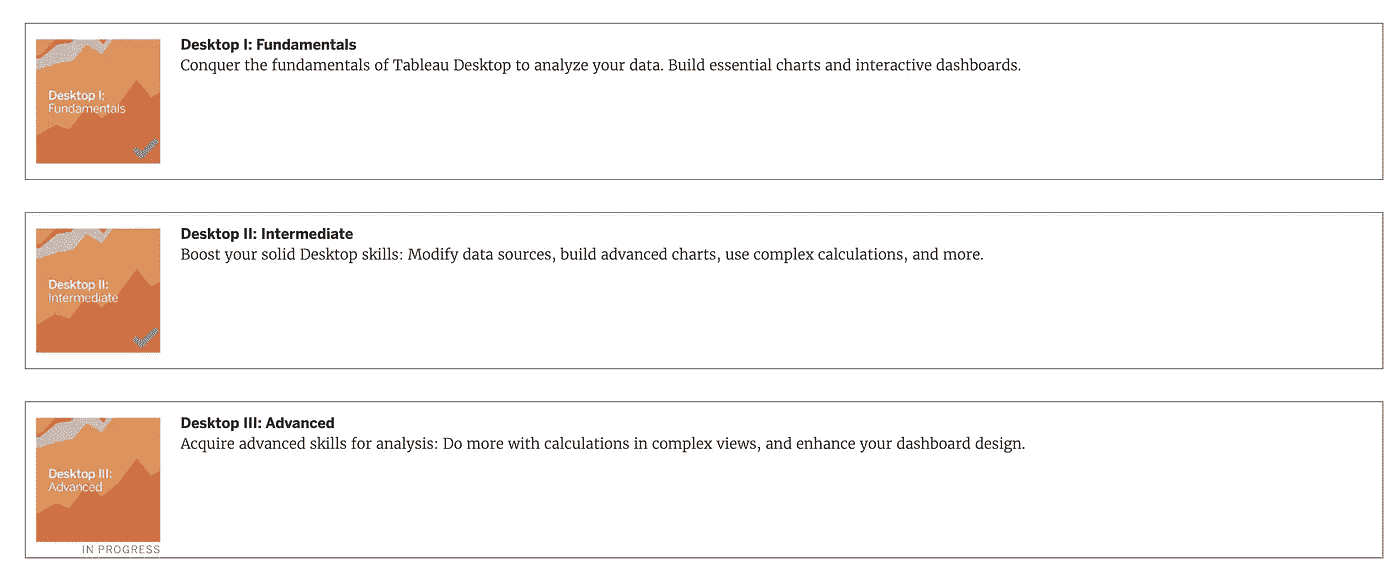 Desktop I: Fundamentals
Conquer the fundamentals of Tableau Desktop to analyze your data. Build essential charts and interactive dashboards.
Desktop I:
Fundamentals
Desktop II: Intermediate
Boost your solid Desktop skills: Modify data sources, build advanced charts, use complex calculations, and more.
Desktop II:
Intermediate
Desktop III: Advanced
Acquire advanced skills for analysis: Do more with calculations in complex views, and enhance your dashboard design.
Desktop III:
Advanced
IN PROGRESS